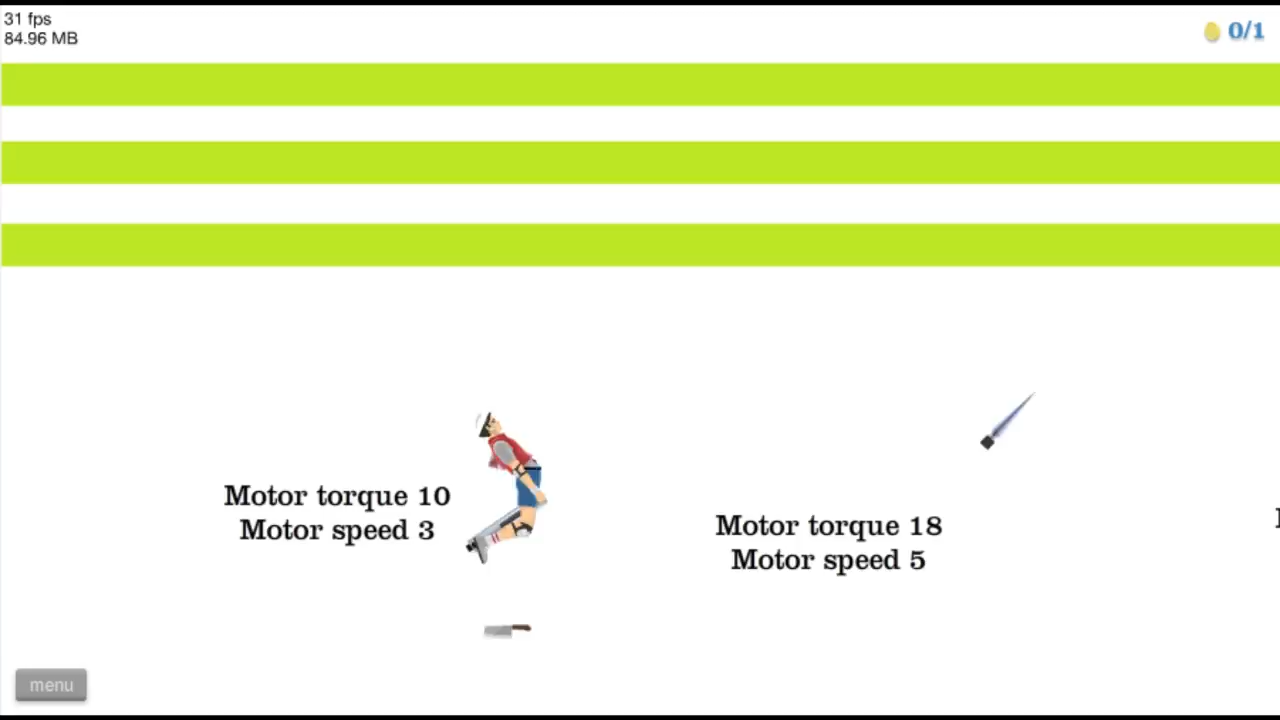 31 fps
84.96 MB
0/1
Motor torque 10
Motor speed 3
Motor torque 18
Motor speed 5
menu